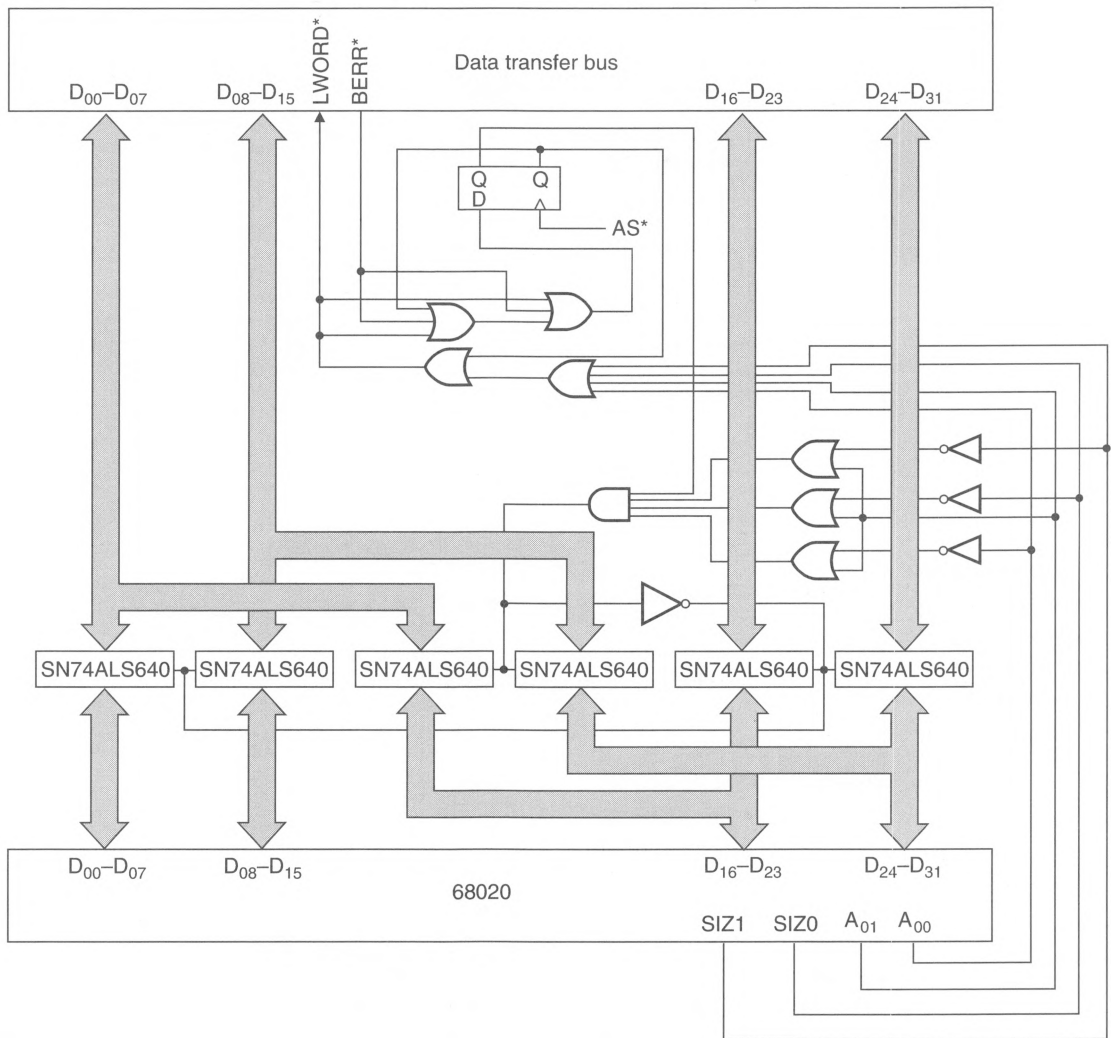 Data transfer bus
LWORD*
BERR*
D₀₀–D₀₇
D₀₈–D₁₅
D₁₆–D₂₃
D₂₄–D₃₁
Q
Q
D
AS*
SN74ALS640
SN74ALS640
SN74ALS640
SN74ALS640
SN74ALS640
SN74ALS640
D₀₀–D₀₇
D₀₈–D₁₅
D₁₆–D₂₃
D₂₄–D₃₁
68020
SIZ1
SIZ0
A₀₁
A₀₀